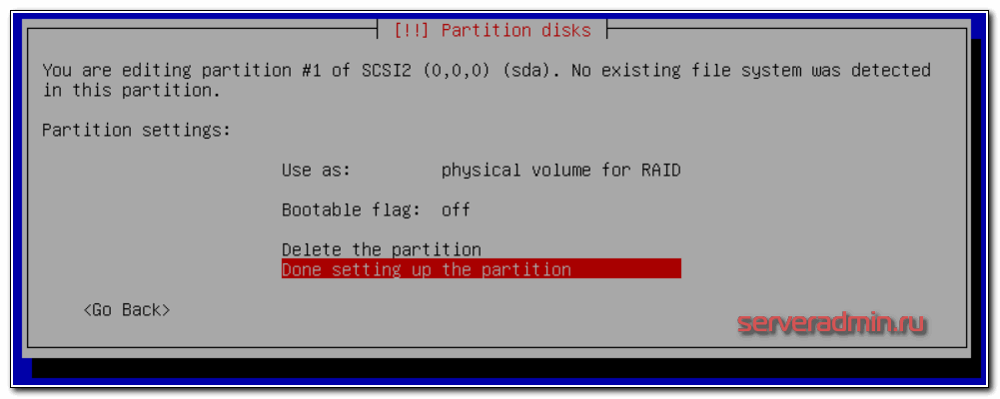 [!!] Partition disks
You are editing partition #1 of SCSI2 (0,0,0) (sda). No existing file system was detected
in this partition.
Partition settings:
Use as: physical volume for RAID
Bootable flag: off
Delete the partition
Done setting up the partition
<Go Back>
serveradmin.ru